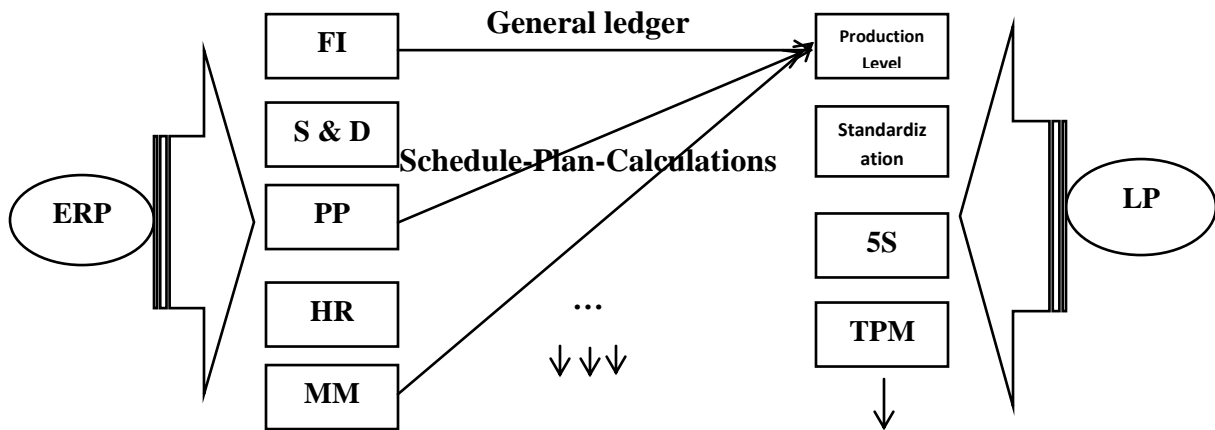 General ledger
FI
Production
Level
S & D
Standardiz
ation
Schedule-Plan-Calculations
ERP
PP
LP
5S
HR
...
TPM
MM